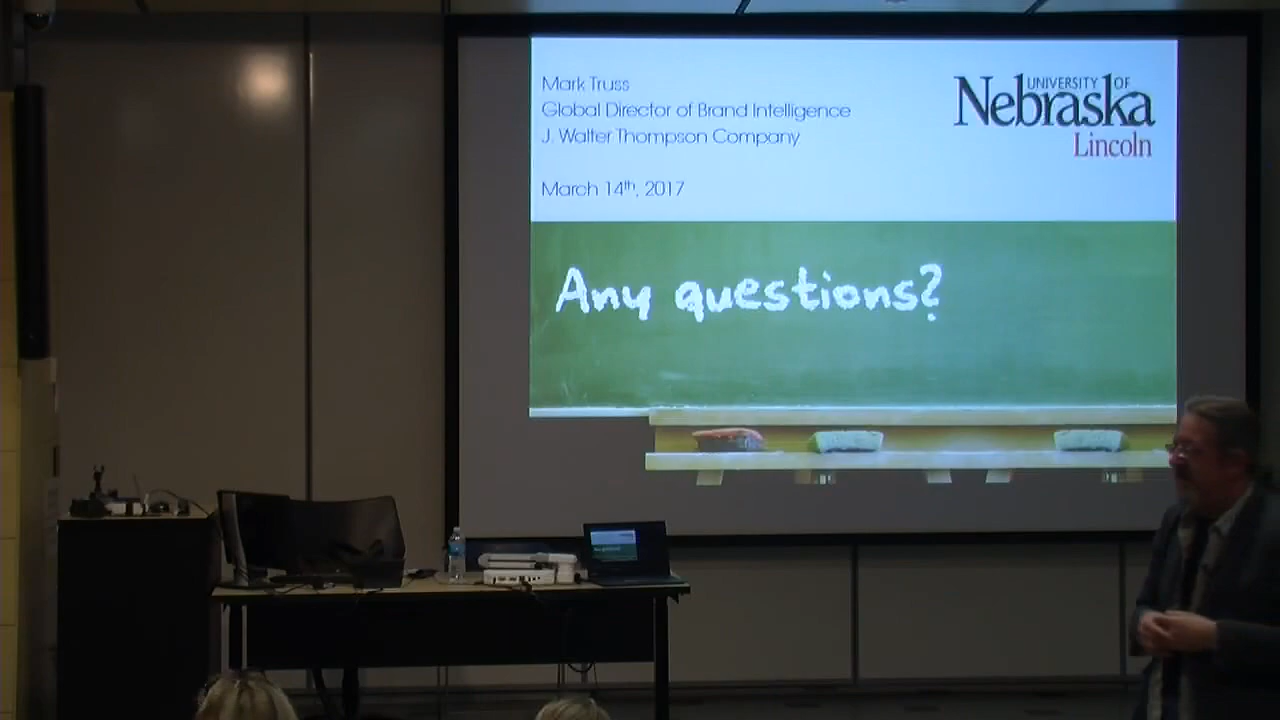 Mark Truss
Global Director of Brand Intelligence
J. Walter Thompson Company
March 14th, 2017
UNIVERSITY OF
Nebraska
Lincoln
Any questions?